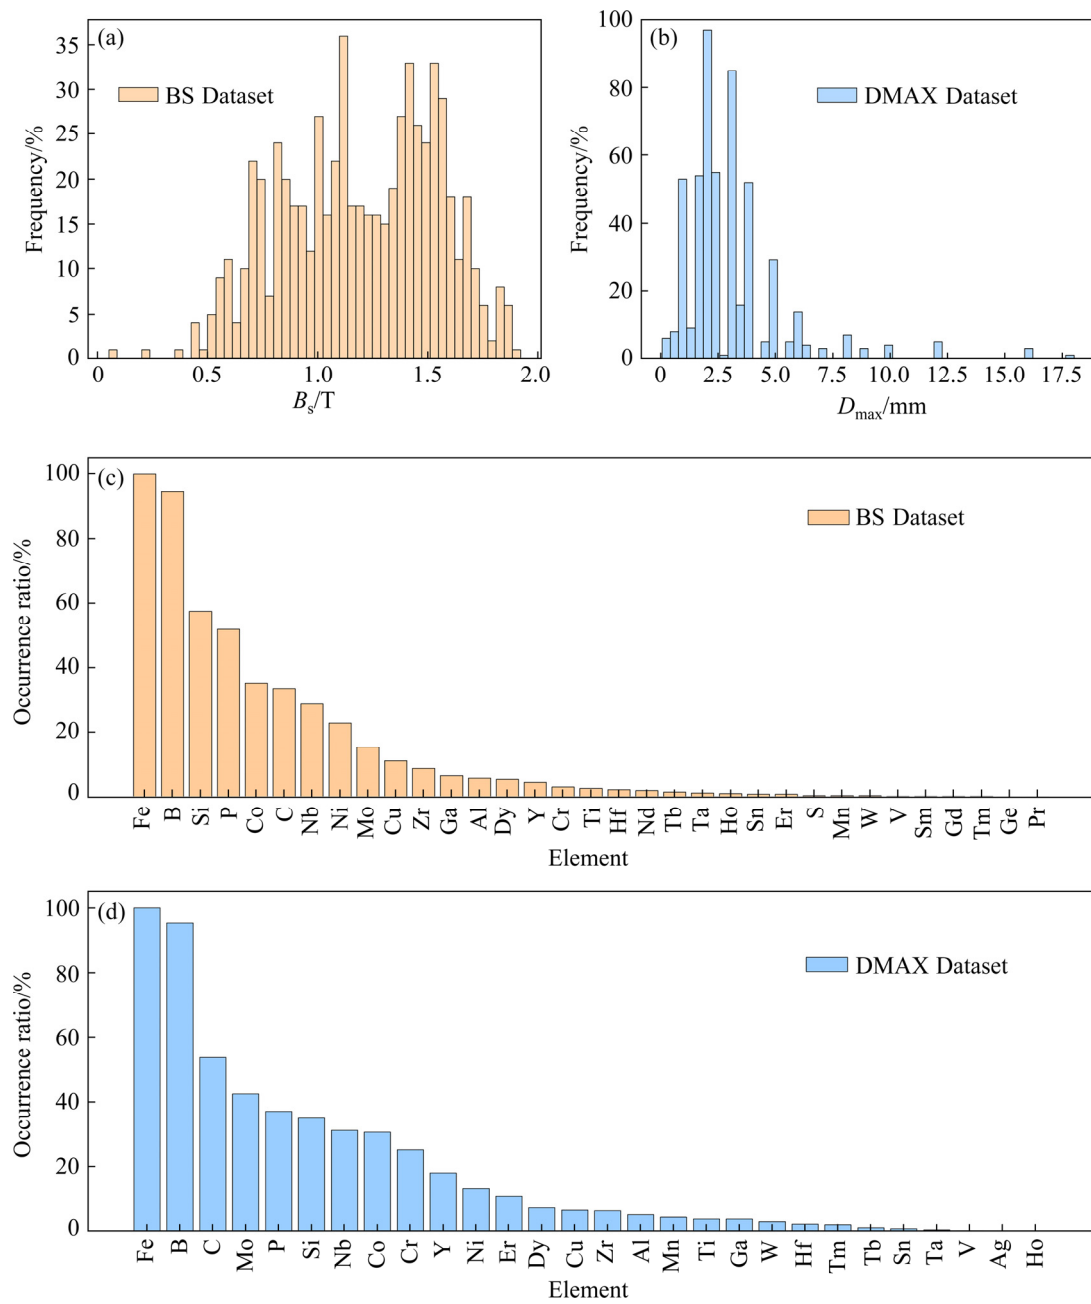 (a)
BS Dataset
Frequency/%
35
30
25
20
15
10
5
0
0 0.5 1.0 1.5 2.0
Bs/T
(b)
DMAX Dataset
Frequency/%
100
80
60
40
20
0
0 2.5 5.0 7.5 10.0 12.5 15.0 17.5
Dmax/mm
(c)
BS Dataset
Occurrence ratio/%
100
80
60
40
20
0
Fe B Si P Co C Nb Ni Mo Cu Zr Ga Al Dy Y Cr Ti Hf Nd Tb Ta Ho Sn Er S Mn W V Sm Gd Tm Ge Pr
Element
(d)
DMAX Dataset
Occurrence ratio/%
100
80
60
40
20
0
Fe B C Mo P Si Nb Co Cr Y Ni Er Dy Cu Zr Al Mn Ti Ga W Hf Tm Tb Sn Ta V Ag Ho
Element